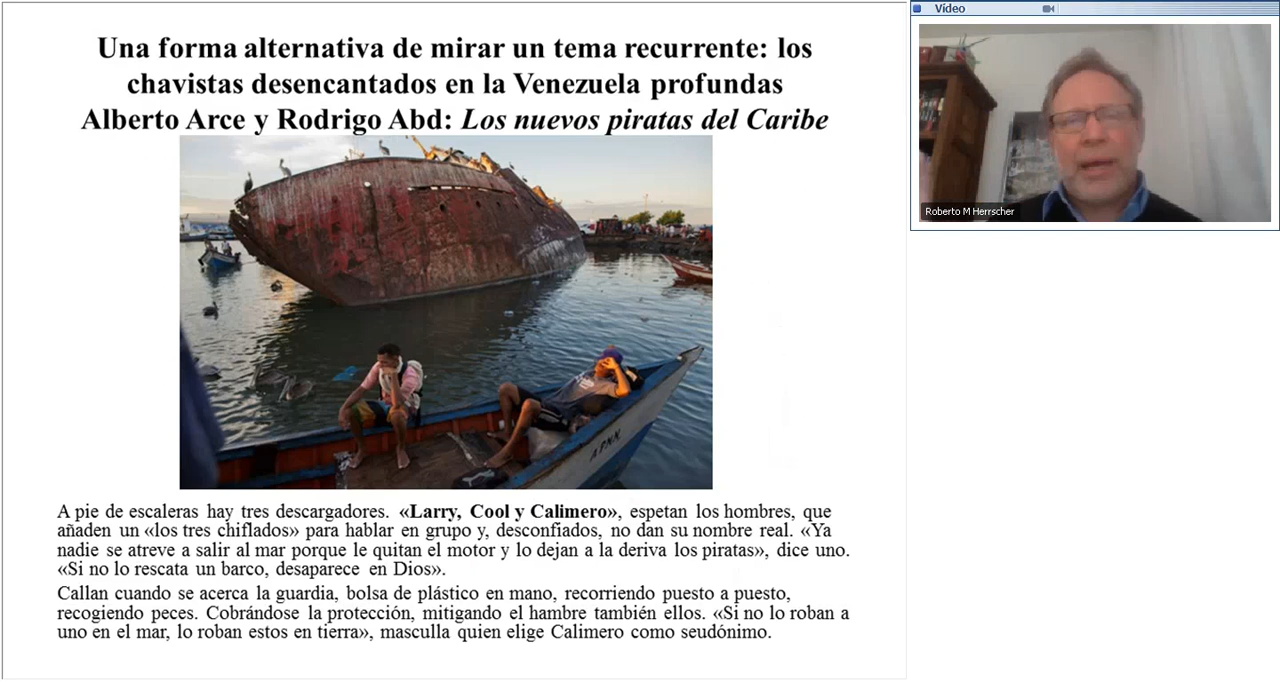 Una forma alternativa de mirar un tema recurrente: los
chavistas desencantados en la Venezuela profundas
Alberto Arce y Rodrigo Abd: Los nuevos piratas del Caribe
APNN
A pie de escaleras hay tres descargadores. «Larry, Cool y Calimero», espetan los hombres, que
añaden un «los tres chiflados» para hablar en grupo y, desconfiados, no dan su nombre real. «Ya
nadie se atreve a salir al mar porque le quitan el motor y lo dejan a la deriva los piratas», dice uno.
«Si no lo rescata un barco, desaparece en Dios».
Callan cuando se acerca la guardia, bolsa de plástico en mano, recorriendo puesto a puesto,
recogiendo peces. Cobrándose la protección, mitigando el hambre también ellos. «Si no lo roban a
uno en el mar, lo roban estos en tierra», masculla quien elige Calimero como seudónimo.
Vídeo
Roberto M Herrscher